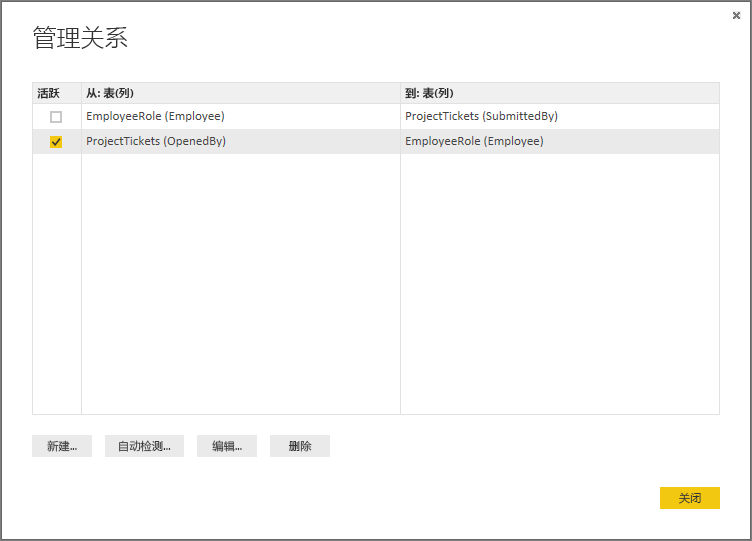 管理关系
活跃 从: 表(列) 到: 表(列)
EmployeeRole (Employee) ProjectTickets (SubmittedBy)
ProjectTickets (OpenedBy) EmployeeRole (Employee)
新建... 自动检测... 编辑... 删除
关闭